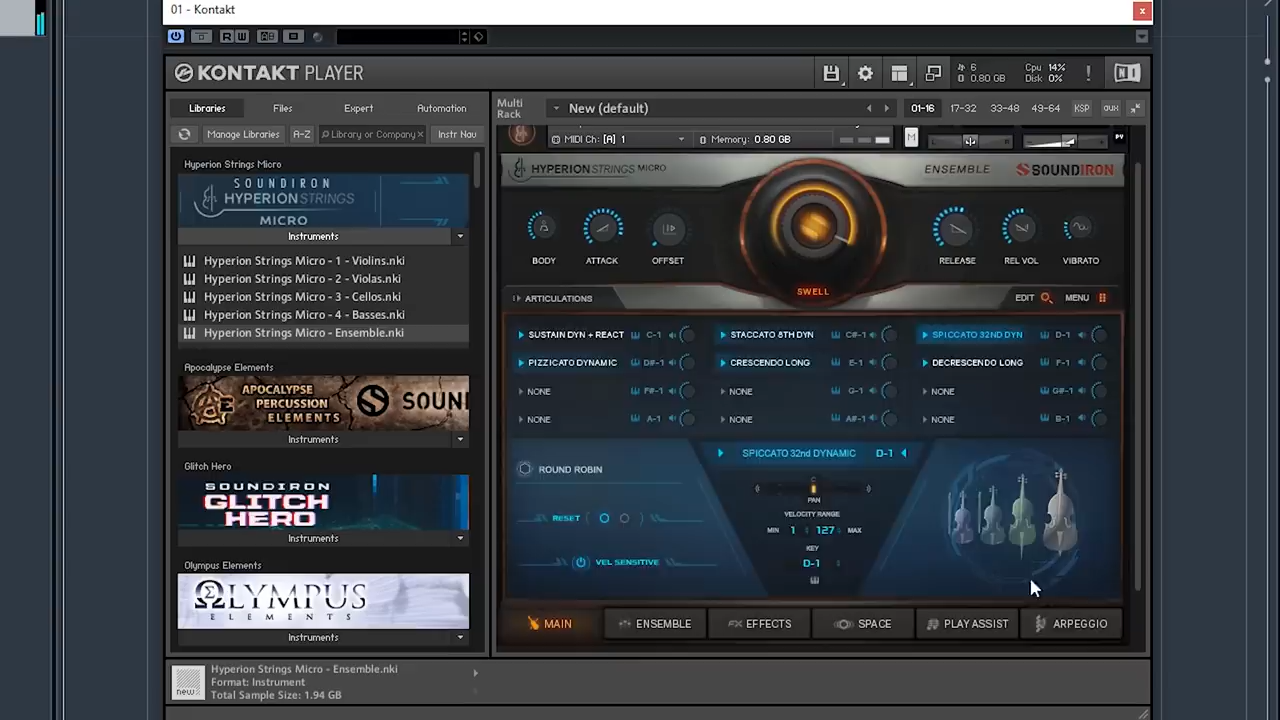 01 - Kontakt
x
R W
KONTAKT PLAYER
6
0.80 GB
Cpu 14%
Disk 0%
!
Libraries Files Expert Automation
Manage Libraries A-Z Library or Company x Instr Nav
Multi
Rack
New (default)
01-16 17-32 33-48 49-64 KSP aux
MIDI Ch: [A] 1
Memory: 0.80 GB
M
L R
PV
Hyperion Strings Micro
SOUNDIRON
HYPERION STRINGS
MICRO
Instruments
Hyperion Strings Micro - 1 - Violins.nki
Hyperion Strings Micro - 2 - Violas.nki
Hyperion Strings Micro - 3 - Cellos.nki
Hyperion Strings Micro - 4 - Basses.nki
Hyperion Strings Micro - Ensemble.nki
Apocalypse Elements
APOCALYPSE
PERCUSSION
ELEMENTS
SOUN
Instruments
Glitch Hero
SOUNDIRON
GLITCH
HERO
Instruments
Olympus Elements
OLYMPUS
ELEMENTS
Instruments
HYPERION STRINGS MICRO
ENSEMBLE
SOUNDIRON
BODY ATTACK OFFSET
SWELL
RELEASE REL VOL VIBRATO
ARTICULATIONS
EDIT MENU
SUSTAIN DYN + REACT C-1 STACCATO 8TH DYN C#-1 SPICCATO 32ND DYN D-1
PIZZICATO DYNAMIC D#-1 CRESCENDO LONG E-1 DECRESCENDO LONG F-1
NONE F#-1 NONE G-1 NONE G#-1
NONE A-1 NONE A#-1 NONE B-1
SPICCATO 32nd DYNAMIC D-1
ROUND ROBIN
RESET
VEL SENSITIVE
C
PAN
VELOCITY RANGE
MIN 1 127 MAX
KEY
D-1
MAIN ENSEMBLE FX EFFECTS SPACE PLAY ASSIST ARPEGGIO
new
Hyperion Strings Micro - Ensemble.nki
Format: Instrument
Total Sample Size: 1.94 GB